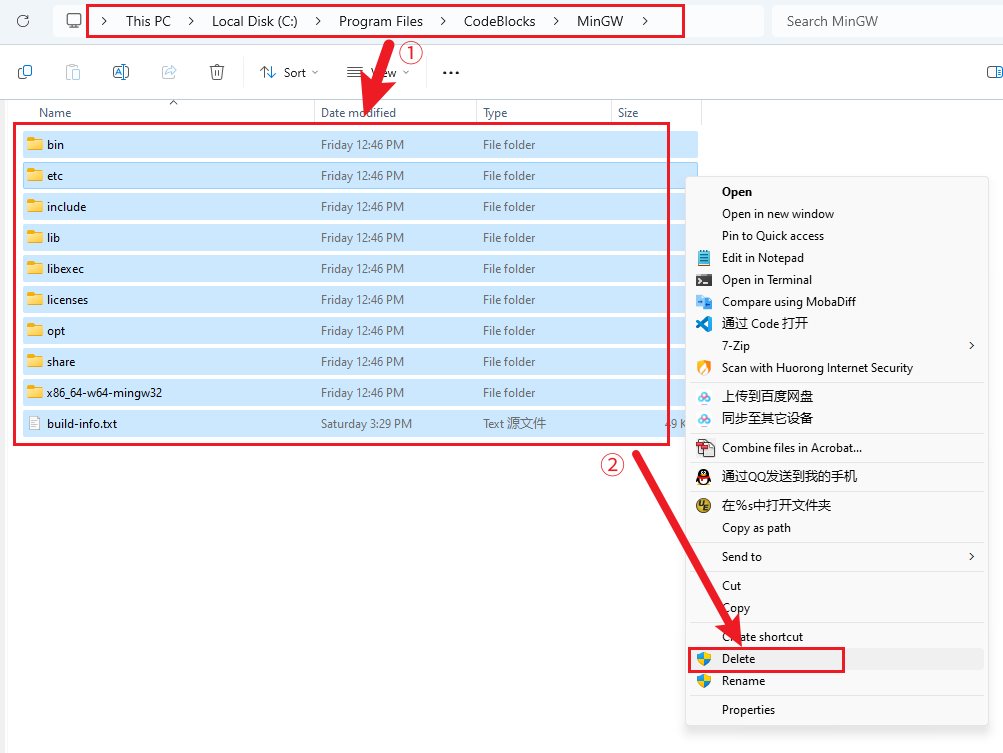 This PC > Local Disk (C:) > Program Files > CodeBlocks > MinGW >
Search MinGW
①
Sort
View
Name Date modified Type Size
bin Friday 12:46 PM File folder
etc Friday 12:46 PM File folder
include Friday 12:46 PM File folder
lib Friday 12:46 PM File folder
libexec Friday 12:46 PM File folder
licenses Friday 12:46 PM File folder
opt Friday 12:46 PM File folder
share Friday 12:46 PM File folder
x86_64-w64-mingw32 Friday 12:46 PM File folder
build-info.txt Saturday 3:29 PM Text 源文件 49 K
②
Open
Open in new window
Pin to Quick access
Edit in Notepad
Open in Terminal
Compare using MobaDiff
通过 Code 打开
7-Zip
Scan with Huorong Internet Security
上传到百度网盘
同步至其它设备
Combine files in Acrobat...
通过QQ发送到我的手机
在%s中打开文件夹
Copy as path
Send to
Cut
Copy
Create shortcut
Delete
Rename
Properties